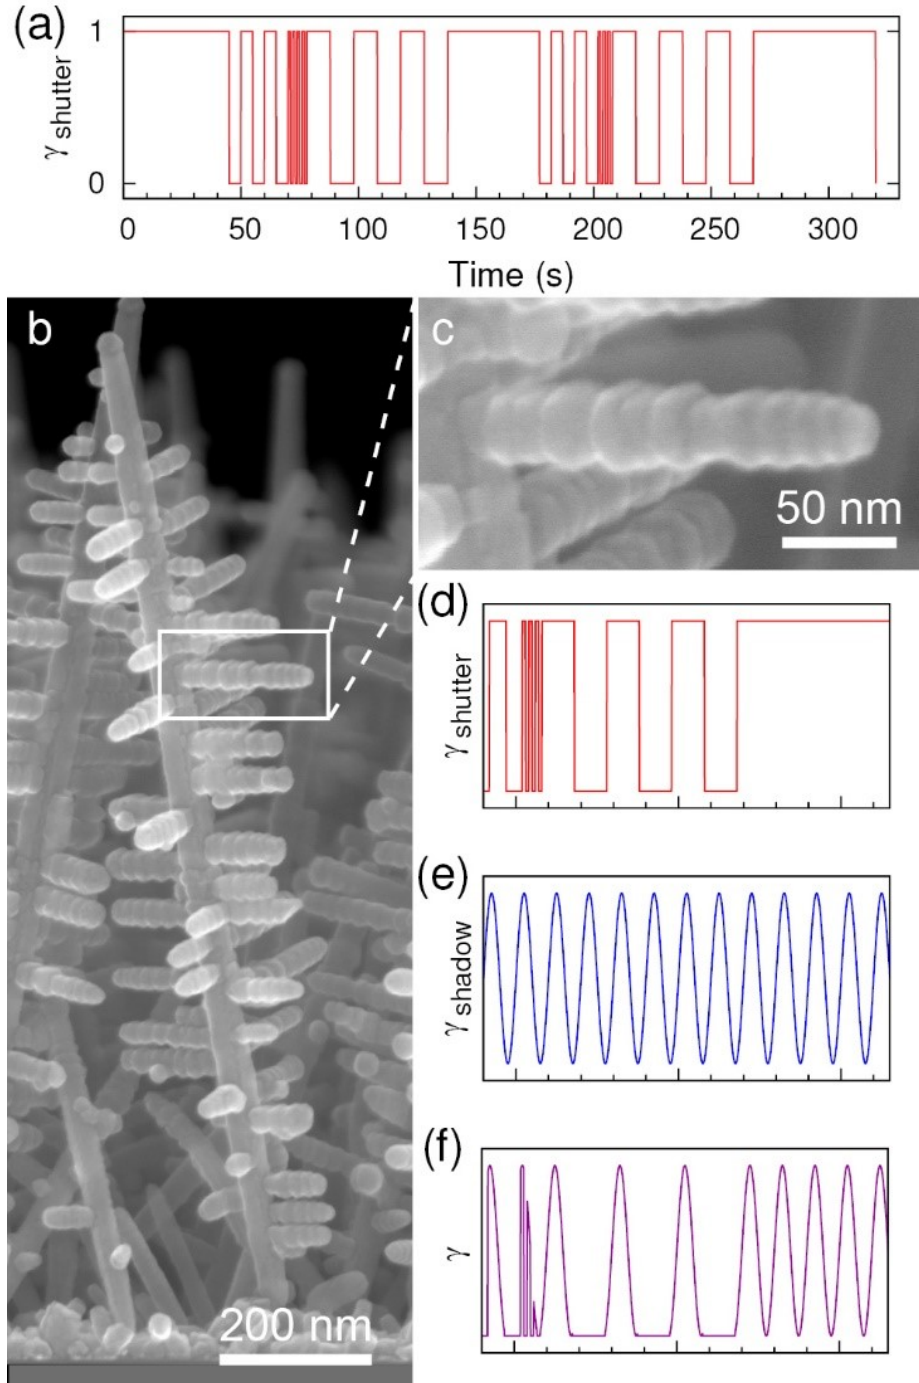 (a)
γ shutter
1
0
0 50 100 150 200 250 300
Time (s)
b
200 nm
c
50 nm
(d)
γ shutter
(e)
γ shadow
(f)
γ